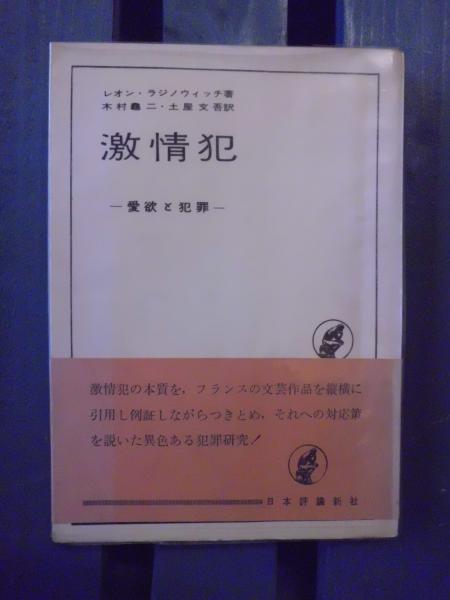 レオン・ラジノウィッチ著
木村龜二・土屋文吾訳
激情犯
―愛欲と犯罪―
激情犯の本質を，フランスの文芸作品を縦横に
引用し例証しながらつきとめ，それへの対応策
を説いた異色ある犯罪研究！
日本評論新社